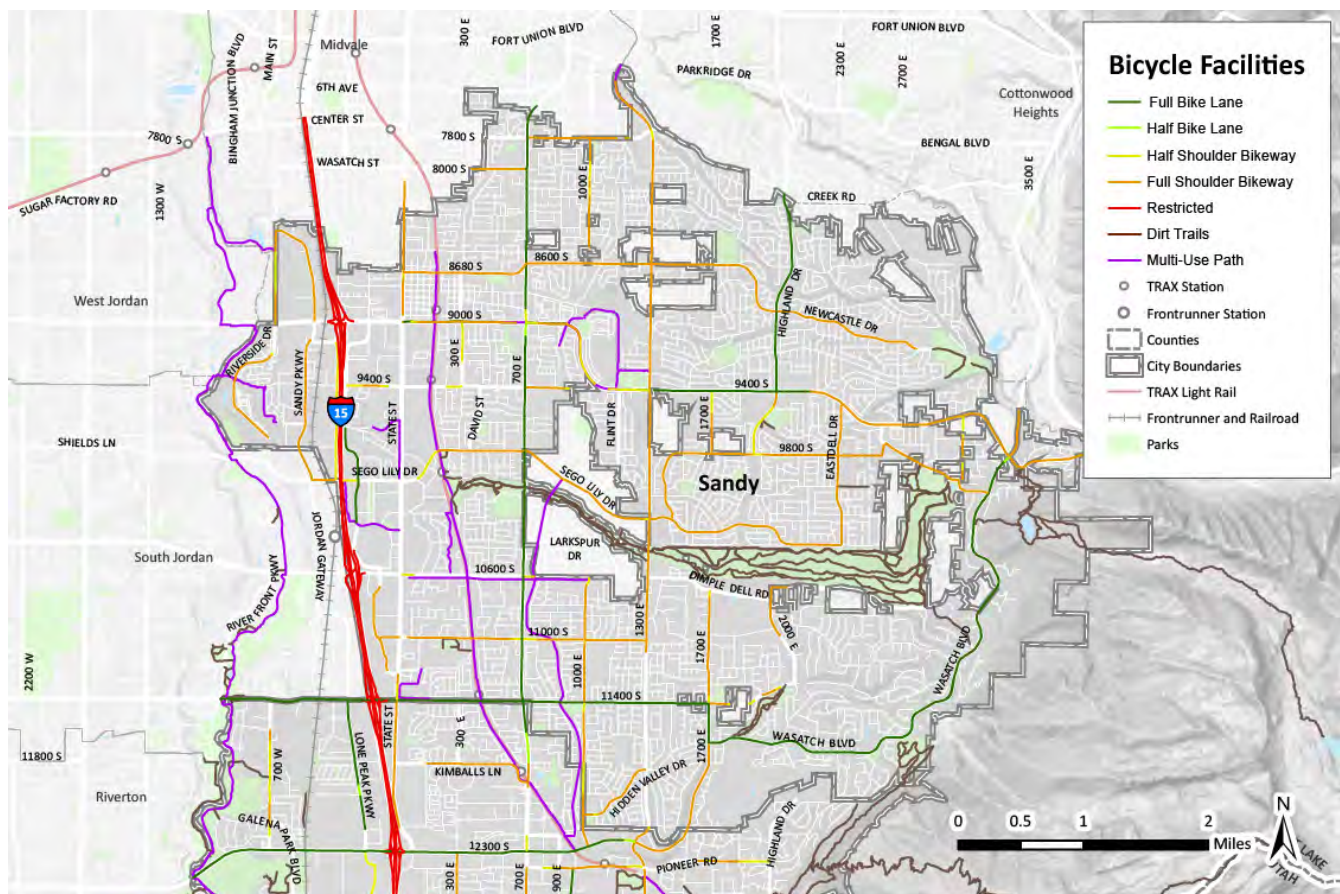 FORT UNION BLVD
FORT UNION BLVD
300 E
1700 E
2300 E
2700 E
PARKRIDGE DR
Midvale
BINGHAM JUNCTION BLVD
MAIN ST
6TH AVE
CENTER ST
WASATCH ST
7800 S
7800 S
8000 S
1000 E
Cottonwood
Heights
BENGAL BLVD
3500 E
CREEK RD
SUGAR FACTORY RD
1300 W
West Jordan
8680 S
8600 S
9000 S
HIGHLAND DR
NEWCASTLE DR
RIVERSIDE DR
SANDY PKWY
300 E
700 E
9400 S
9400 S
15
STATE ST
DAVID ST
FLINT DR
1700 E
EASTDELL DR
9800 S
SHIELDS LN
SEGO LILY DR
SEGO LILY DR
Sandy
South Jordan
JORDAN GATEWAY
LARKSPUR
DR
10600 S
DIMPLE DELL RD
RIVER FRONT PKWY
1300 E
2000 E
11000 S
1700 E
1000 E
WASATCH BLVD
2200 W
11400 S
STATE ST
300 E
1700 E
WASATCH BLVD
11800 S
700 W
LONE PEAK PKWY
KIMBALLS LN
HIDDEN VALLEY DR
Riverton
GALENA PARK BLVD
12300 S
HIGHLAND DR
PIONEER RD
300 E
700 E
900 E
Bicycle Facilities
Full Bike Lane
Half Bike Lane
Half Shoulder Bikeway
Full Shoulder Bikeway
Restricted
Dirt Trails
Multi-Use Path
TRAX Station
Frontrunner Station
Counties
City Boundaries
TRAX Light Rail
Frontrunner and Railroad
Parks
0 0.5 1 2
Miles
N
LAKE
UTAH